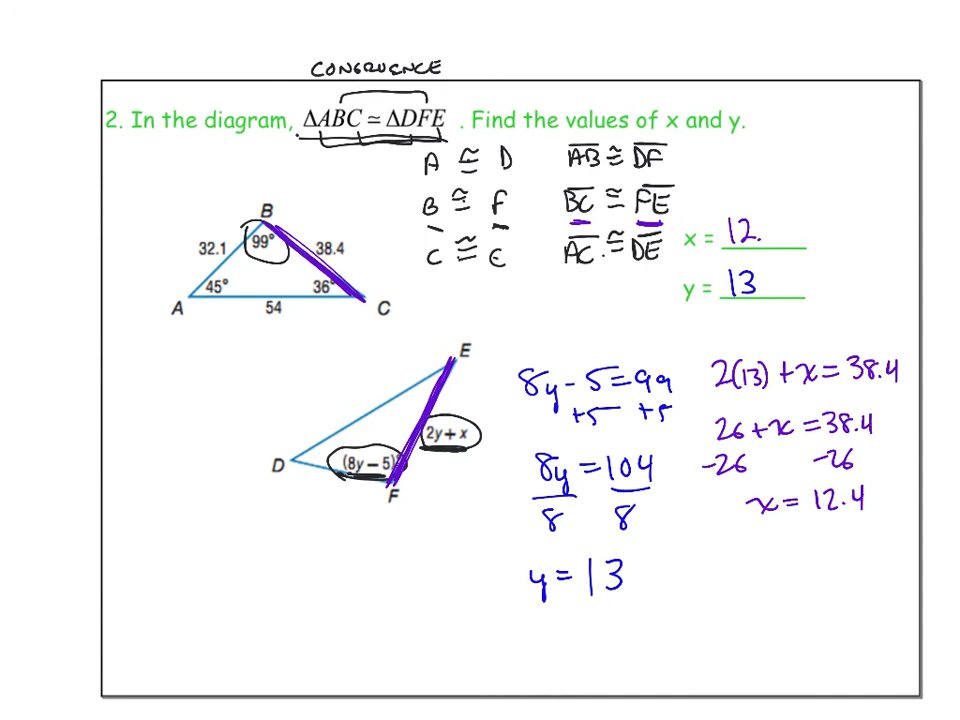 CONGRUENCE
2. In the diagram, ΔABC ≃ ΔDFE . Find the values of x and y.
A ≅ D
B ≅ F
C ≅ E
AB ≅ DF
BC ≅ FE
AC ≅ DE
x = 12.
y = 13
B
99°
32.1
38.4
45°
36°
A
54
C
E
2y + x
D
(8y – 5)°
F
8y - 5 = 99
+5 +5
8y = 104
8 8
y = 13
2(13) + x = 38.4
26 + x = 38.4
-26 -26
x = 12.4